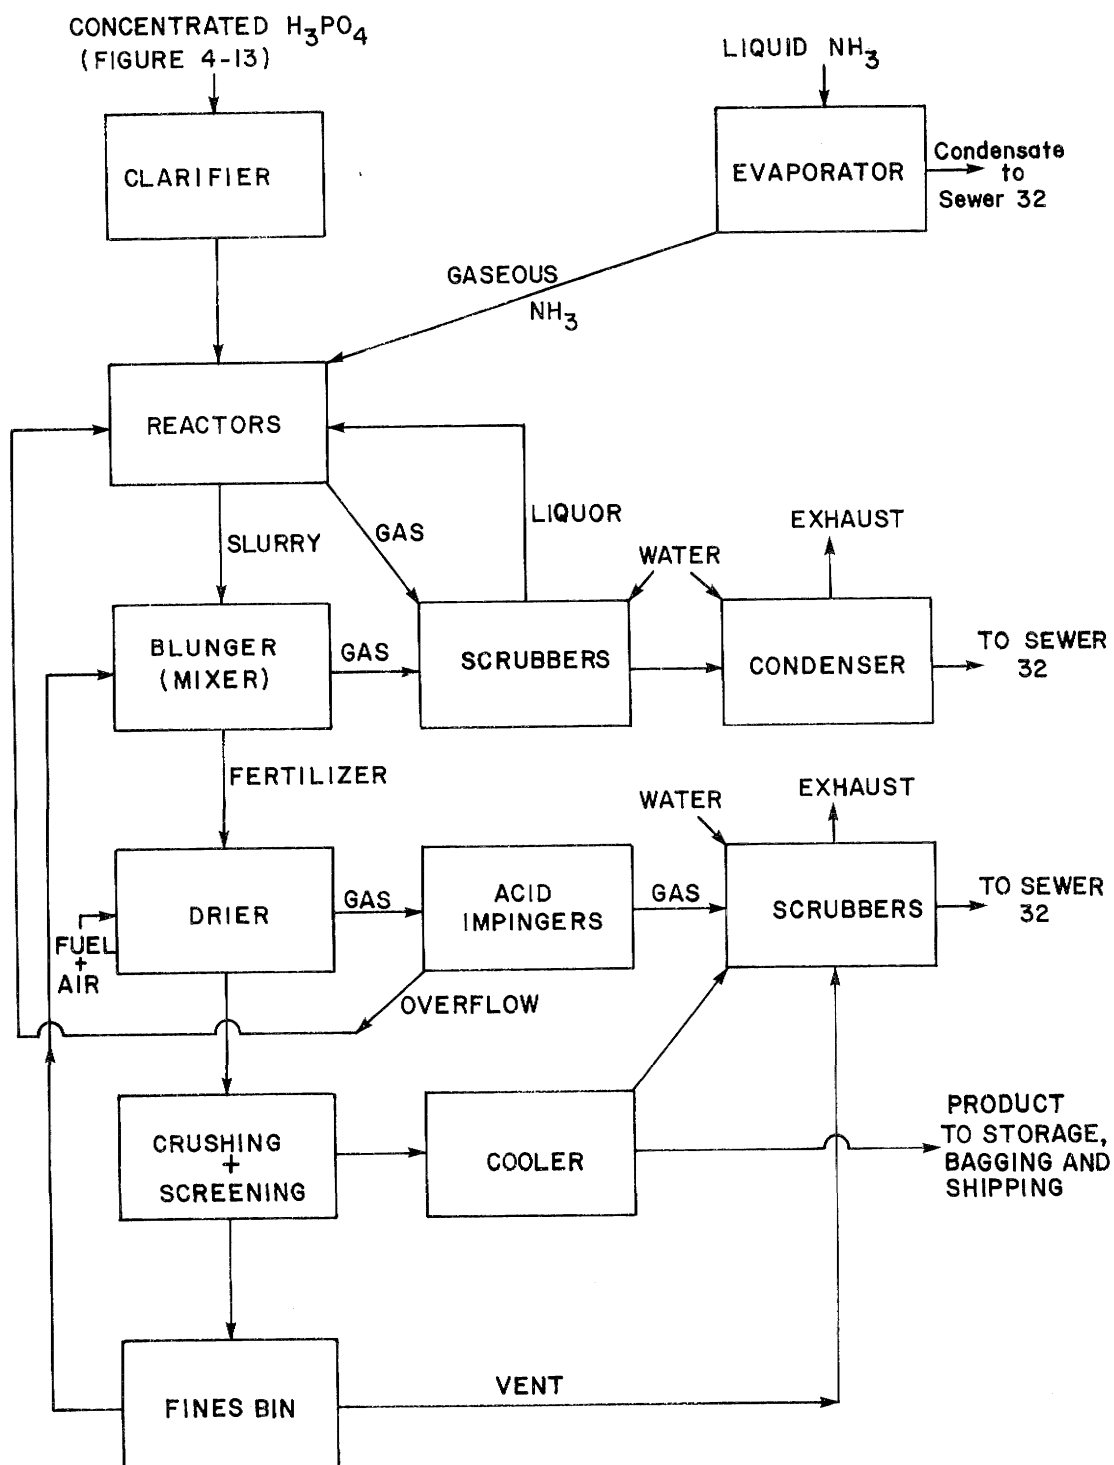 CONCENTRATED H₃PO₄
(FIGURE 4-13)
LIQUID NH₃
CLARIFIER
EVAPORATOR
Condensate
to
Sewer 32
GASEOUS
NH₃
REACTORS
SLURRY
GAS
LIQUOR
WATER
EXHAUST
BLUNGER
(MIXER)
GAS
SCRUBBERS
CONDENSER
TO SEWER
32
FERTILIZER
WATER
EXHAUST
DRIER
GAS
ACID
IMPINGERS
GAS
SCRUBBERS
TO SEWER
32
FUEL
+
AIR
OVERFLOW
CRUSHING
+
SCREENING
COOLER
PRODUCT
TO STORAGE,
BAGGING AND
SHIPPING
FINES BIN
VENT